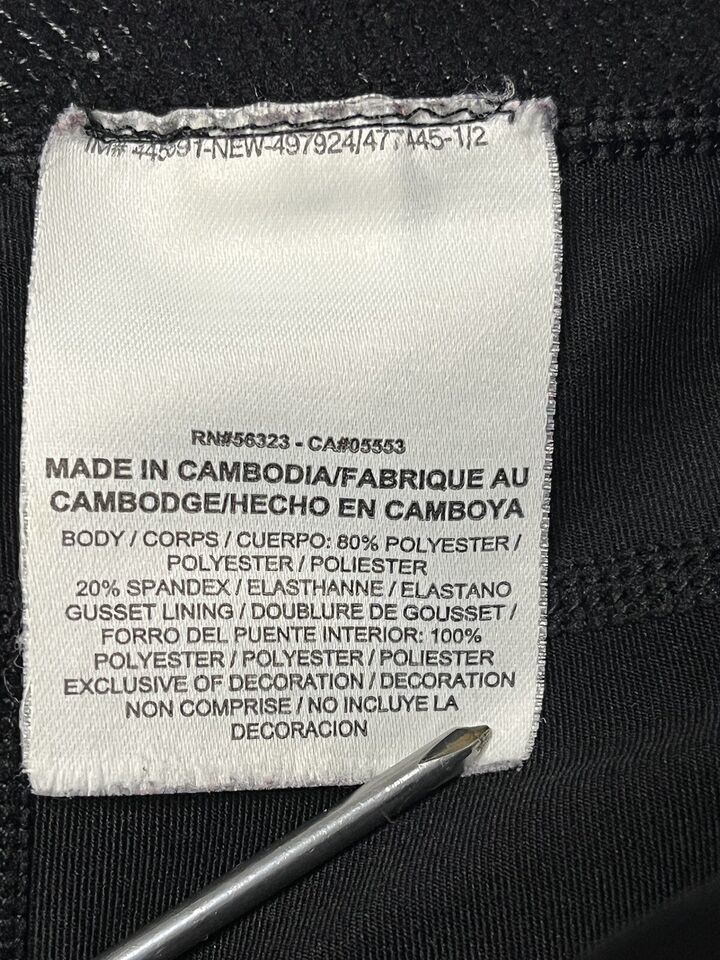 RN#56323 - CA#05553
MADE IN CAMBODIA/FABRIQUE AU
CAMBODGE/HECHO EN CAMBOYA
BODY / CORPS / CUERPO: 80% POLYESTER /
POLYESTER / POLIESTER
20% SPANDEX / ELASTHANNE / ELASTANO
GUSSET LINING / DOUBLURE DE GOUSSET /
FORRO DEL PUENTE INTERIOR: 100%
POLYESTER / POLYESTER / POLIESTER
EXCLUSIVE OF DECORATION / DECORATION
NON COMPRISE / NO INCLUYE LA
DECORACION